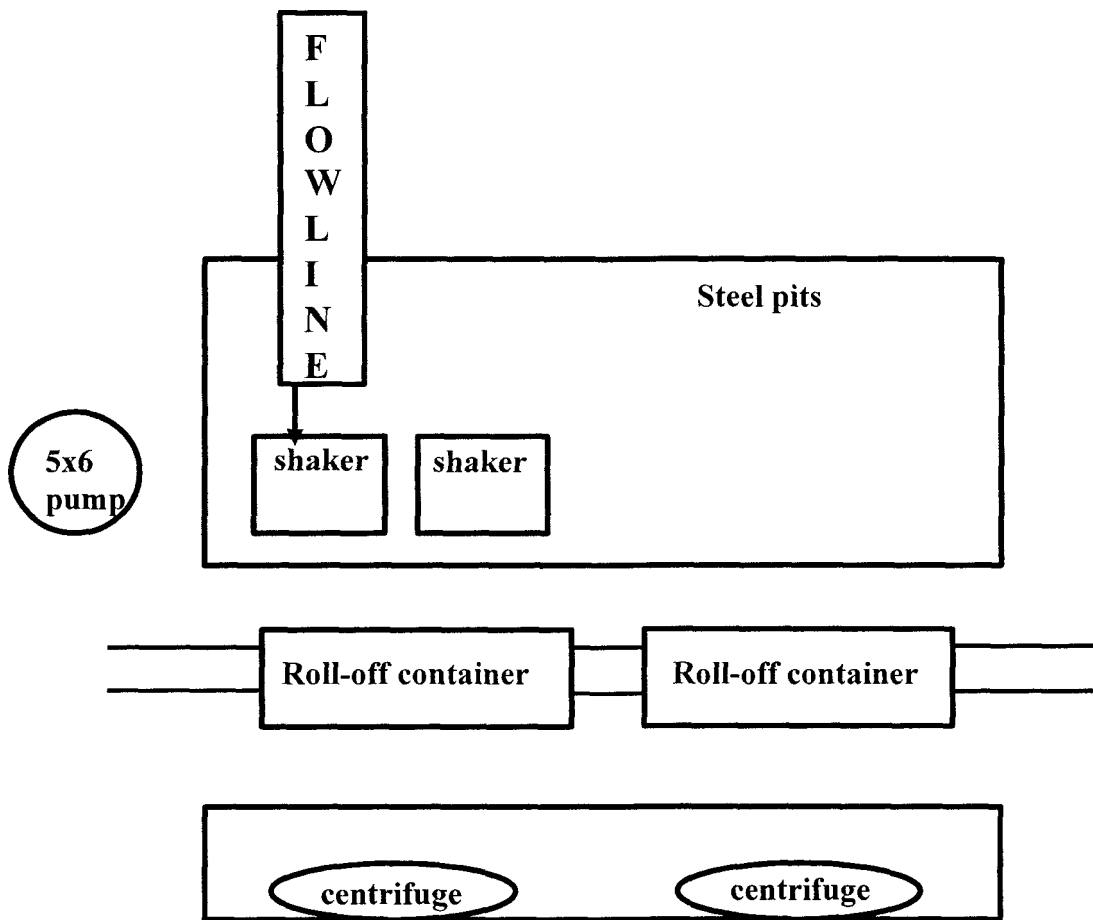 F
L
O
W
L
I
N
E
Steel pits
shaker
shaker
5x6
pump
Roll-off container
Roll-off container
centrifuge
centrifuge